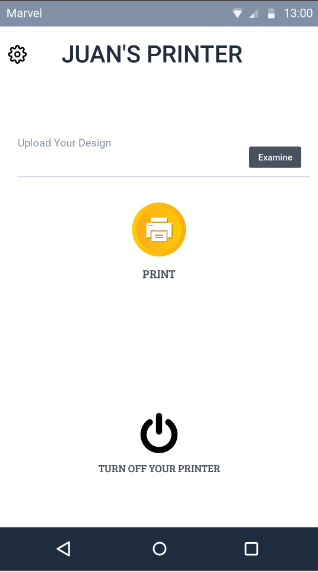 Marvel
13:00
JUAN'S PRINTER
Upload Your Design
Examine
PRINT
TURN OFF YOUR PRINTER